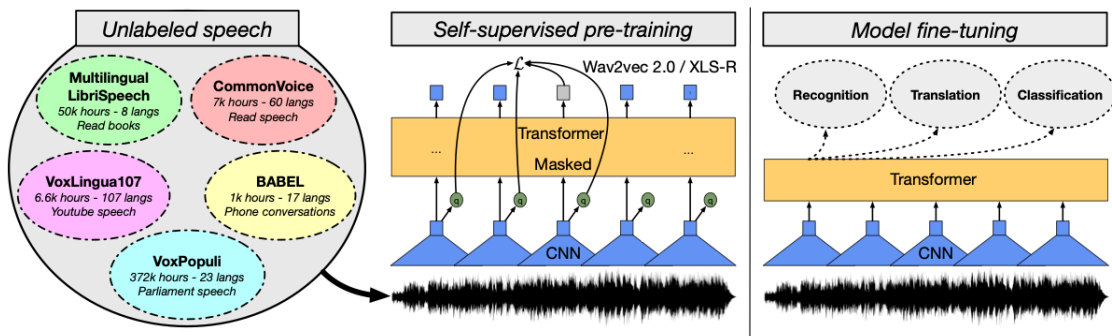 Unlabeled speech
Multilingual
LibriSpeech
50k hours - 8 langs
Read books
CommonVoice
7k hours - 60 langs
Read speech
VoxLingua107
6.6k hours - 107 langs
Youtube speech
BABEL
1k hours - 17 langs
Phone conversations
VoxPopuli
372k hours - 23 langs
Parliament speech
Self-supervised pre-training
ℒ
Wav2vec 2.0 / XLS-R
Transformer
... ...
Masked
q q q q q
CNN
Model fine-tuning
Recognition Translation Classification
Transformer
CNN